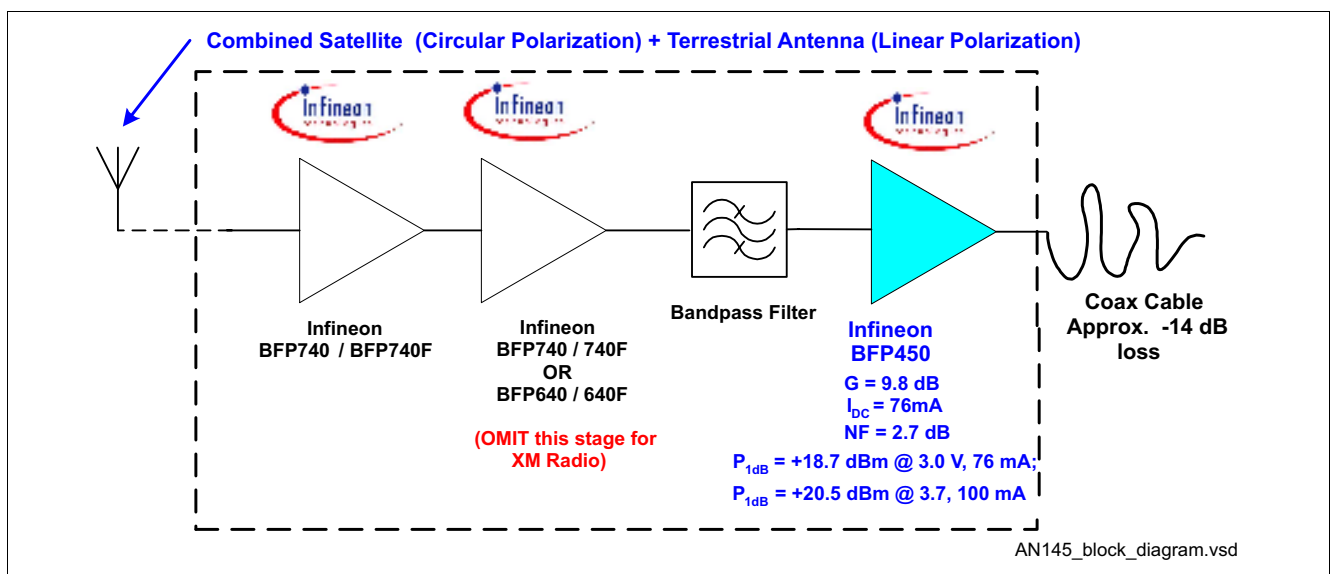 Combined Satellite (Circular Polarization) + Terrestrial Antenna (Linear Polarization)
Infineon
Infineon
Infineon
Infineon
BFP740 / BFP740F
Infineon
BFP740 / 740F
OR
BFP640 / 640F
(OMIT this stage for
XM Radio)
Bandpass Filter
Infineon
BFP450
G = 9.8 dB
I_DC = 76mA
NF = 2.7 dB
P_1dB = +18.7 dBm @ 3.0 V, 76 mA;
P_1dB = +20.5 dBm @ 3.7, 100 mA
Coax Cable
Approx. -14 dB
loss
AN145_block_diagram.vsd